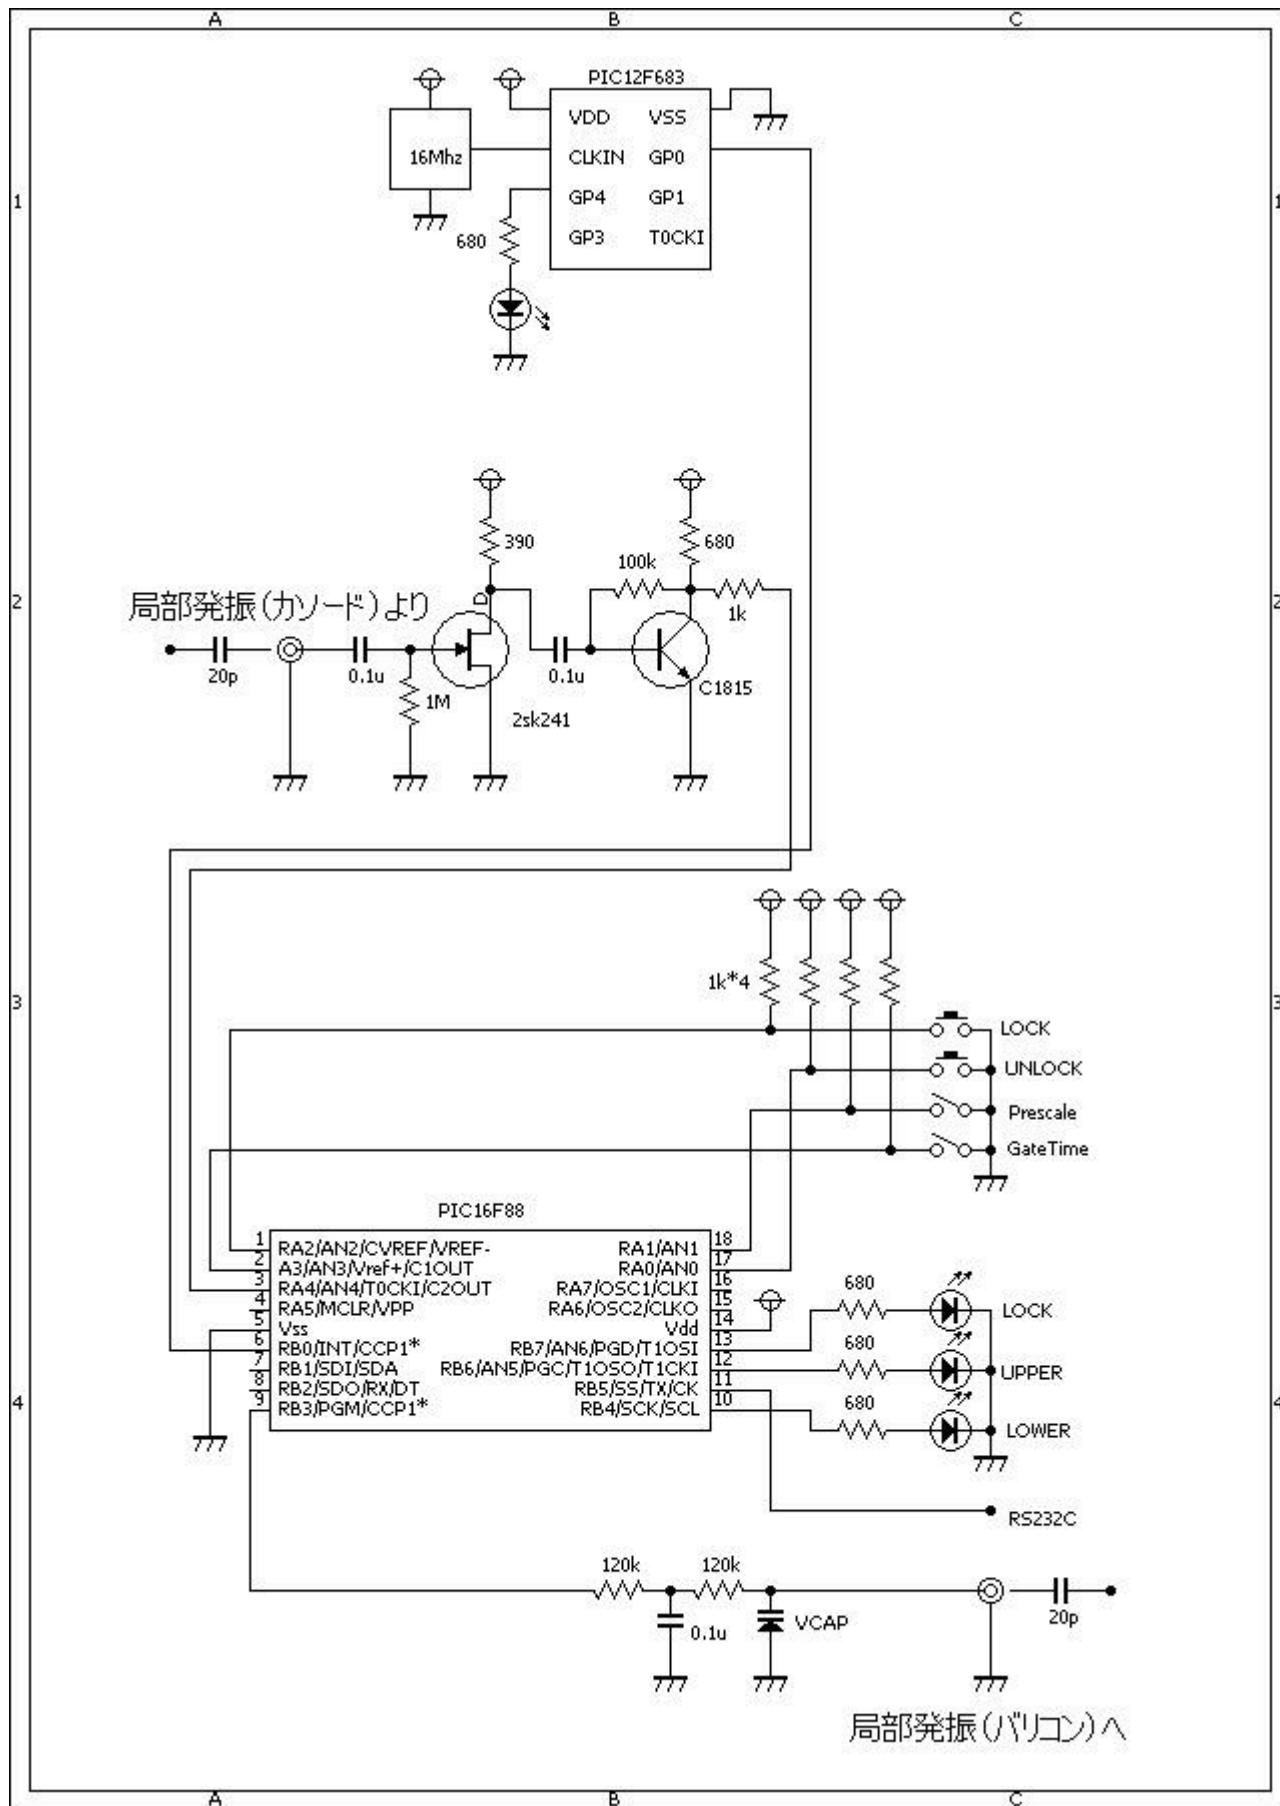 A B C
PIC12F683
VDD VSS
16Mhz CLKIN GP0
1 GP4 GP1 1
680 GP3 T0CKI
390 680
100k
2 局部発振(カソード)より D 1k 2
20p 0.1u 0.1u
1M C1815
2sk241
3 1k*4 3
LOCK
UNLOCK
Prescale
GateTime
PIC16F88
1 RA2/AN2/CVREF/VREF- RA1/AN1 18
2 A3/AN3/Vref+/C1OUT RA0/AN0 17
3 RA4/AN4/T0CKI/C2OUT RA7/OSC1/CLKI 16
4 RA5/MCLR/VPP RA6/OSC2/CLKO 15
5 Vss Vdd 14
6 RB0/INT/CCP1* RB7/AN6/PGD/T1OSI 13
7 RB1/SDI/SDA RB6/AN5/PGC/T1OSO/T1CKI 12
8 RB2/SDO/RX/DT RB5/SS/TX/CK 11
9 RB3/PGM/CCP1* RB4/SCK/SCL 10
680 LOCK
680 UPPER
4 680 LOWER 4
RS232C
120k 120k
0.1u VCAP 20p
局部発振(バリコン)へ
A B C